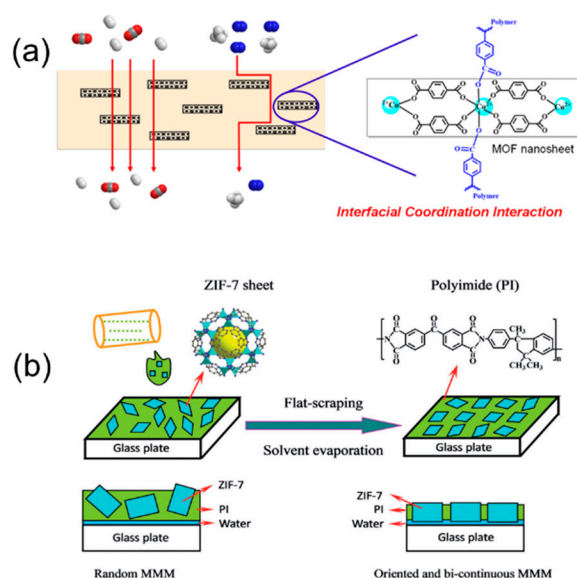 (a)
Polymer
MOF nanosheet
Polymer
Interfacial Coordination Interaction
(b)
ZIF-7 sheet
Polyimide (PI)
Flat-scraping
Solvent evaporation
Glass plate
Glass plate
ZIF-7
PI
Water
Glass plate
Random MMM
ZIF-7
PI
Water
Glass plate
Oriented and bi-continuous MMM